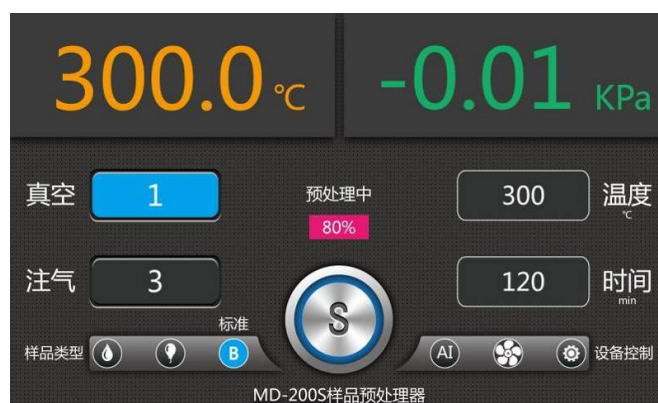 300.0 ℃
-0.01 KPa
真空 1
预处理中
300 温度
℃
80%
注气 3
120 时间
min
标准
样品类型 B
S
AI 设备控制
MD-200S样品预处理器